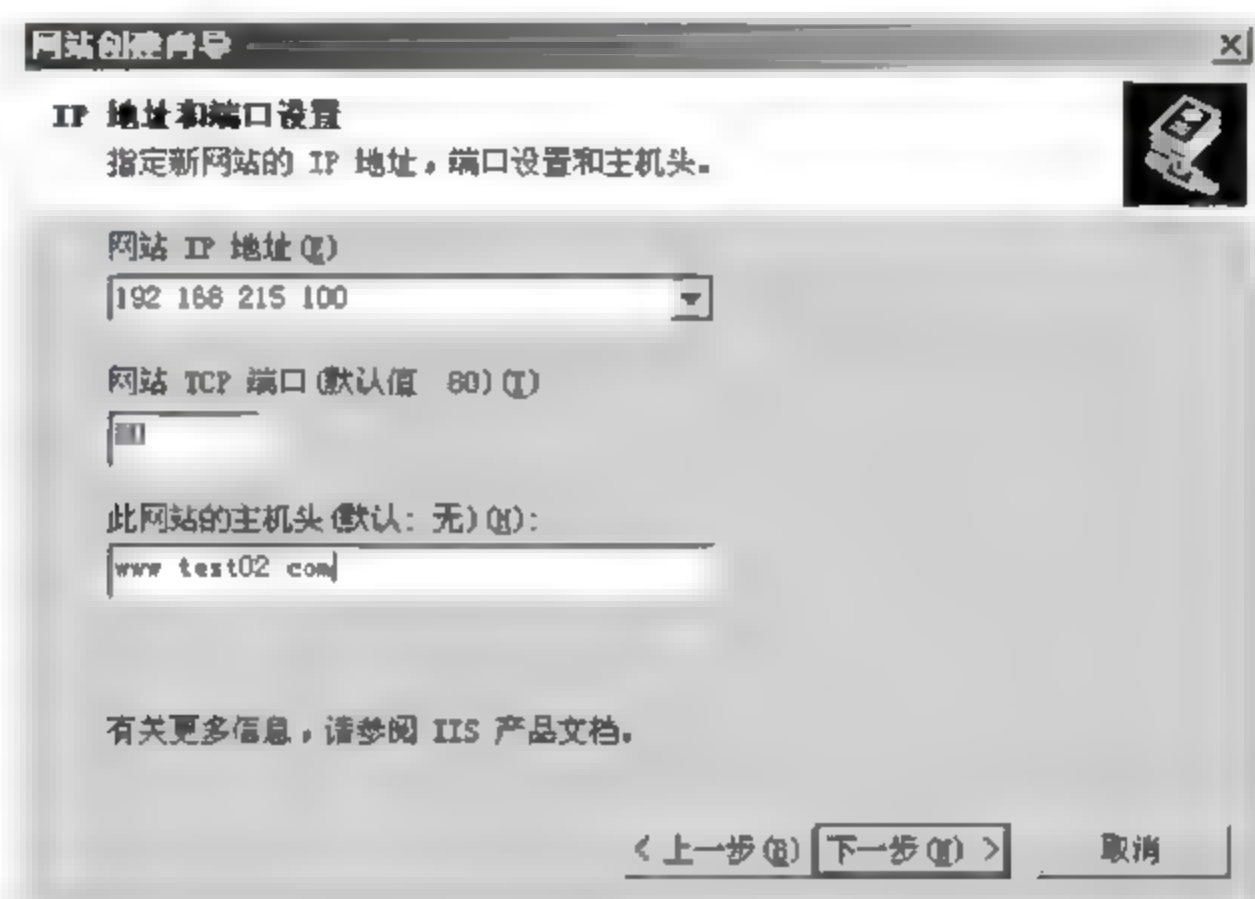 网站创建向导
IP 地址和端口设置
指定新网站的 IP 地址，端口设置和主机头。
网站 IP 地址(E)
192 168 215 100
网站 TCP 端口(默认值 80)(T)
此网站的主机头(默认: 无)(H):
www test02 com
有关更多信息，请参阅 IIS 产品文档。
< 上一步(B) 下一步(N) > 取消